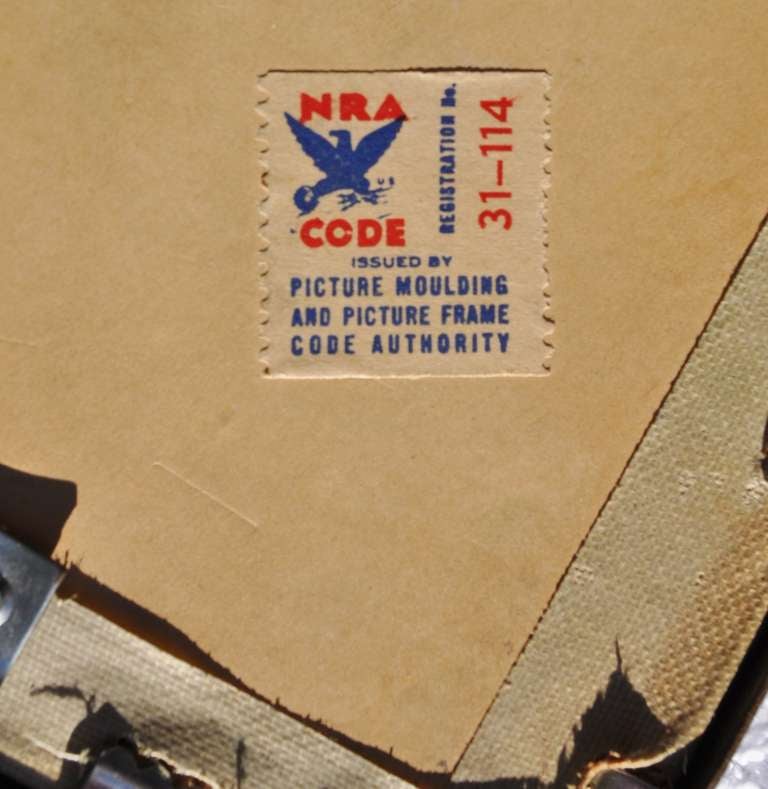 NRA
US
CODE
REGISTRATION No.
31-114
ISSUED BY
PICTURE MOULDING
AND PICTURE FRAME
CODE AUTHORITY